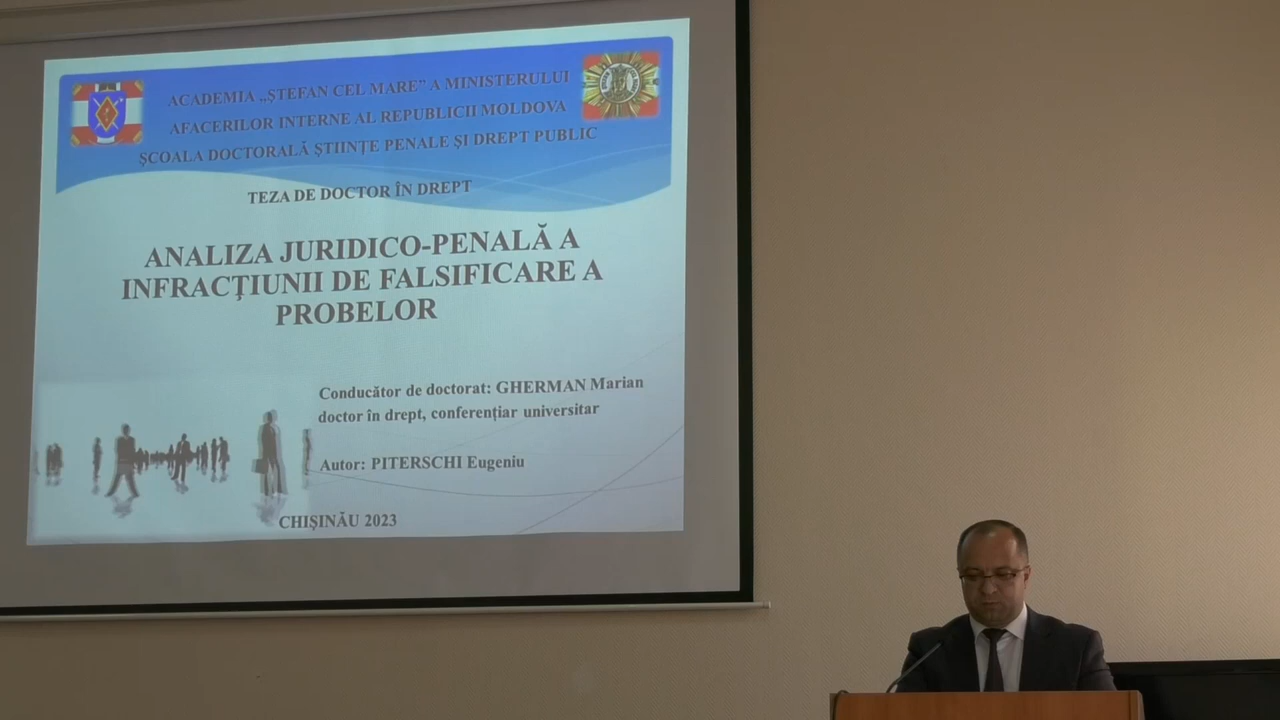 ACADEMIA „ŞTEFAN CEL MARE” A MINISTERULUI
AFACERILOR INTERNE AL REPUBLICII MOLDOVA
ŞCOALA DOCTORALĂ ŞTIINŢE PENALE ŞI DREPT PUBLIC
TEZA DE DOCTOR ÎN DREPT
ANALIZA JURIDICO-PENALĂ A
INFRACŢIUNII DE FALSIFICARE A
PROBELOR
Conducător de doctorat: GHERMAN Marian
doctor în drept, conferențiar universitar
Autor: PITERSCHI Eugeniu
CHIŞINĂU 2023